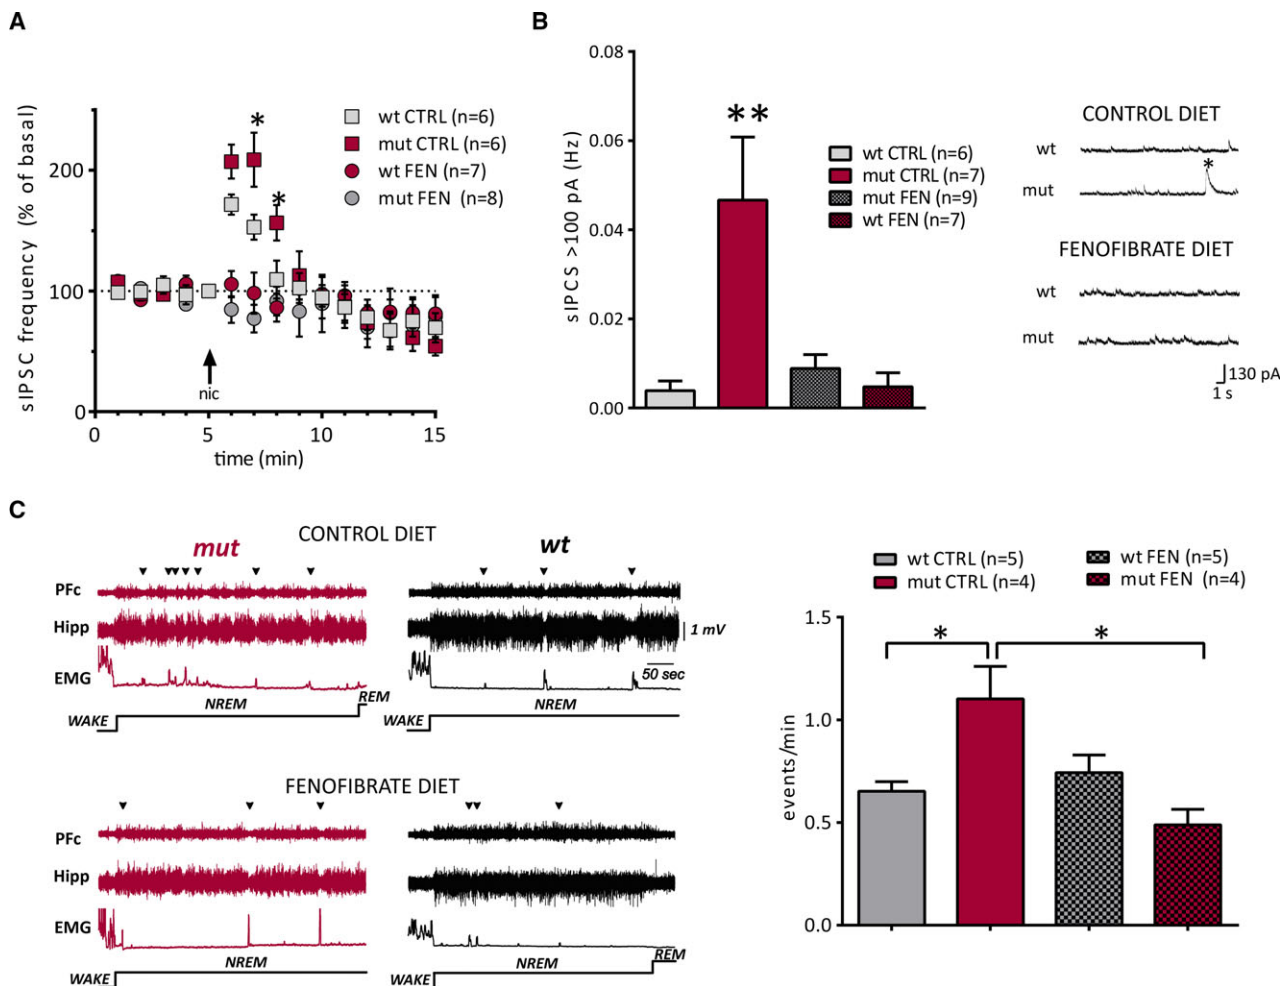 A
sIPSC frequency (% of basal)
200
100
0
0 5 10 15
time (min)
nic
*
*
wt CTRL (n=6)
mut CTRL (n=6)
wt FEN (n=7)
mut FEN (n=8)
B
sIPCS >100 pA (Hz)
0.08
0.06
0.04
0.02
0.00
**
wt CTRL (n=6)
mut CTRL (n=7)
mut FEN (n=9)
wt FEN (n=7)
CONTROL DIET
wt
mut
*
FENOFIBRATE DIET
wt
mut
130 pA
1 s
C
CONTROL DIET
mut wt
PFc
Hipp
1 mV
EMG
50 sec
WAKE NREM REM
WAKE NREM
FENOFIBRATE DIET
PFc
Hipp
EMG
WAKE NREM
WAKE NREM REM
wt CTRL (n=5) wt FEN (n=5)
mut CTRL (n=4) mut FEN (n=4)
events/min
1.5
1.0
0.5
0.0
* *